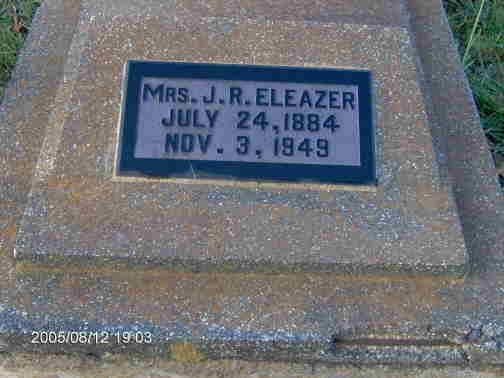 MRS. J. R. ELEAZER
JULY 24, 1884
NOV. 3, 1949
2005/08/12 19:03